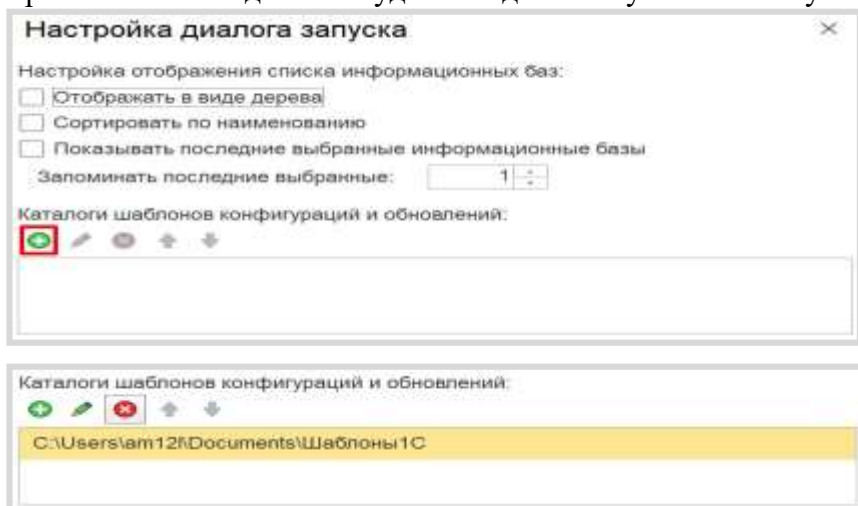 Настройка диалога запуска
Настройка отображения списка информационных баз:
Отображать в виде дерева
Сортировать по наименованию
Показывать последние выбранные информационные базы
Запоминать последние выбранные: 1
Каталоги шаблонов конфигураций и обновлений:
Каталоги шаблонов конфигураций и обновлений:
C:\Users\am12f\Documents\Шаблоны1С